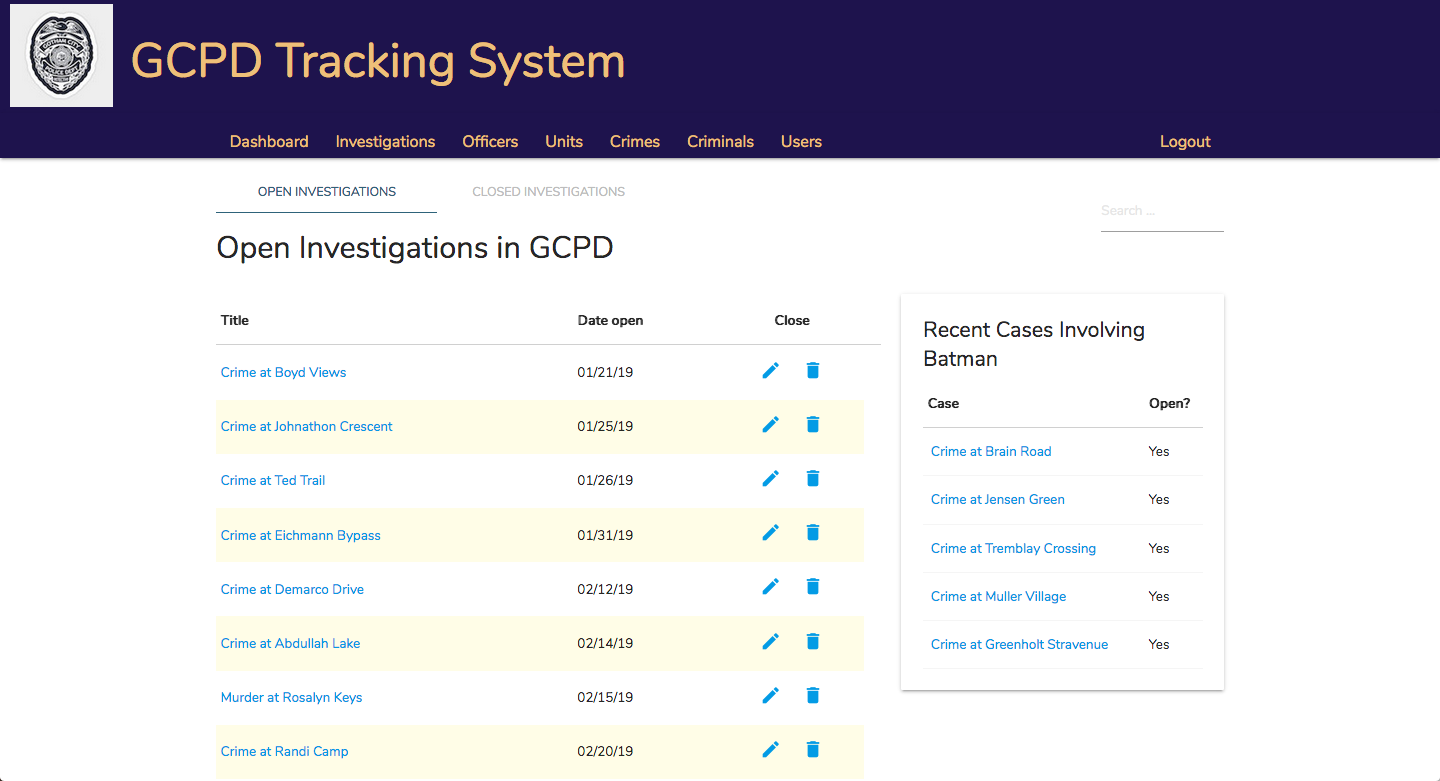 GOTHAM CITY
POLICE DEPT
GCPD Tracking System
Dashboard Investigations Officers Units Crimes Criminals Users Logout
OPEN INVESTIGATIONS CLOSED INVESTIGATIONS
Search ...
Open Investigations in GCPD
Title Date open Close
Crime at Boyd Views 01/21/19
Crime at Johnathon Crescent 01/25/19
Crime at Ted Trail 01/26/19
Crime at Eichmann Bypass 01/31/19
Crime at Demarco Drive 02/12/19
Crime at Abdullah Lake 02/14/19
Murder at Rosalyn Keys 02/15/19
Crime at Randi Camp 02/20/19
Recent Cases Involving
Batman
Case Open?
Crime at Brain Road Yes
Crime at Jensen Green Yes
Crime at Tremblay Crossing Yes
Crime at Muller Village Yes
Crime at Greenholt Stravenue Yes